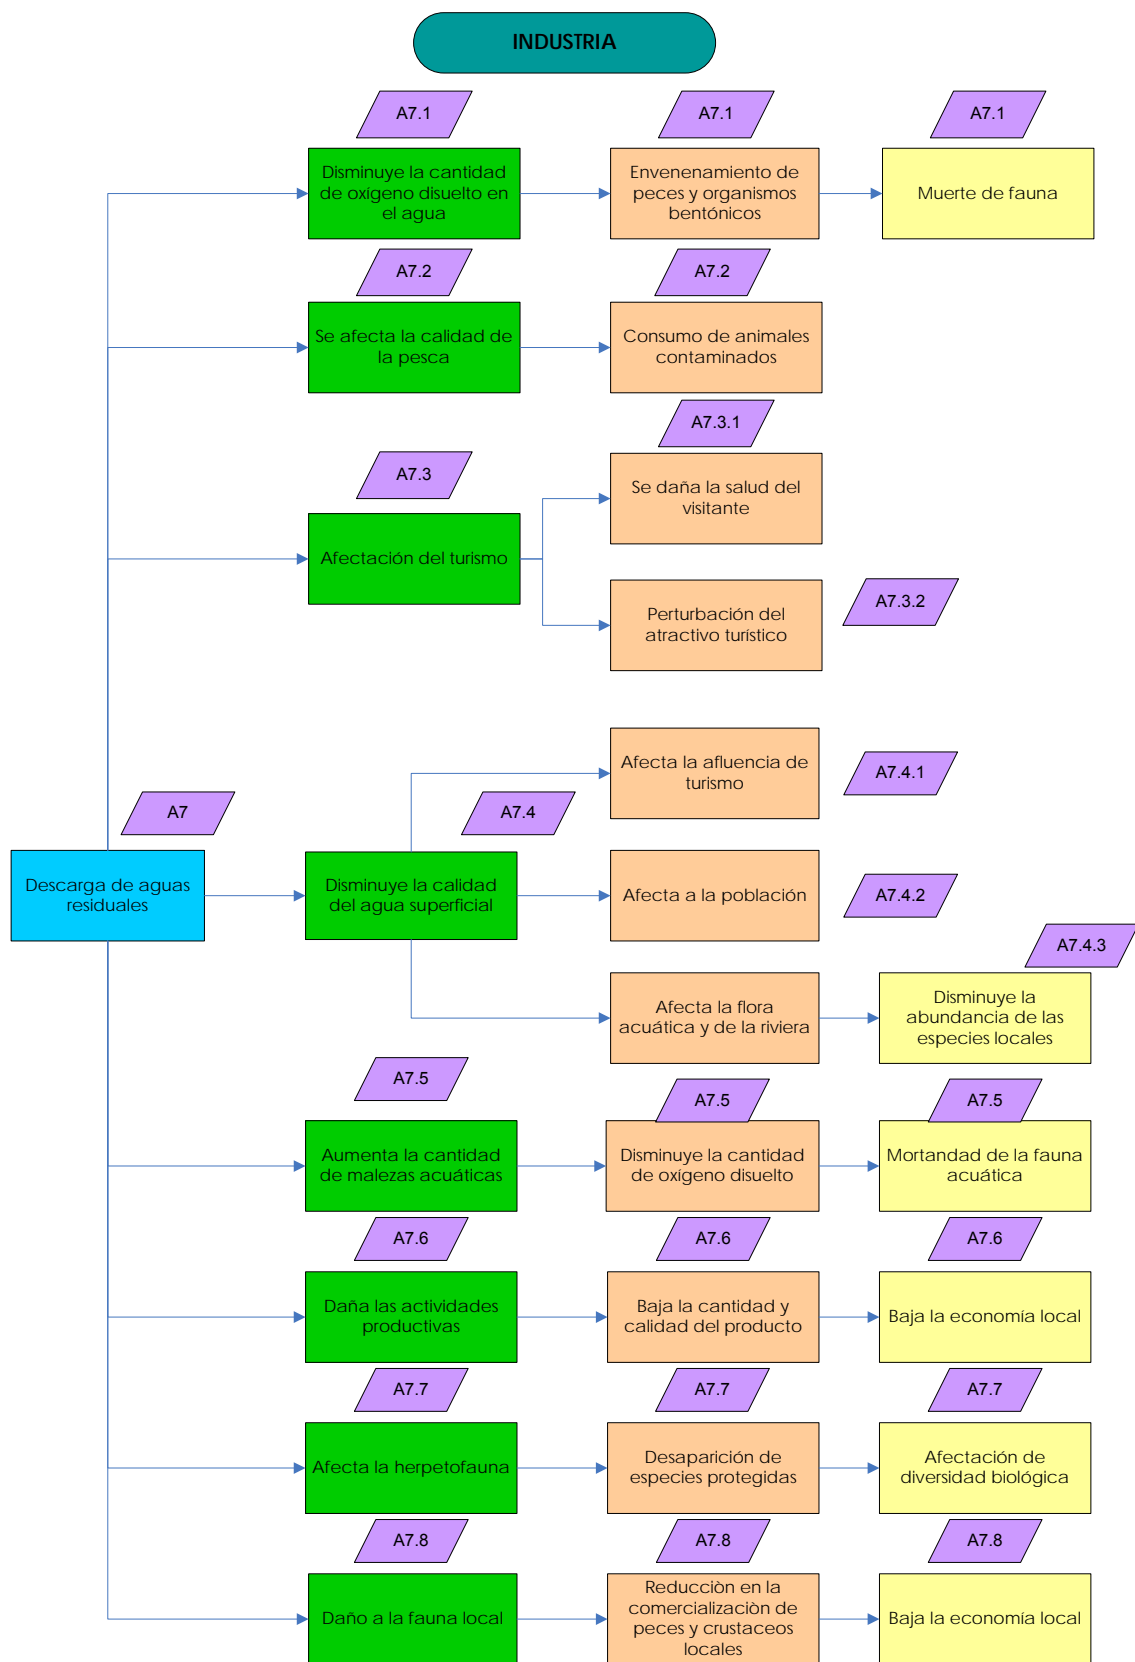 INDUSTRIA
A7.1
A7.1
A7.1
Disminuye la cantidad
de oxígeno disuelto en
el agua
Envenenamiento de
peces y organismos
bentónicos
Muerte de fauna
A7.2
A7.2
Se afecta la calidad de
la pesca
Consumo de animales
contaminados
A7.3.1
A7.3
Se daña la salud del
visitante
Afectación del turismo
A7.3.2
Perturbación del
atractivo turístico
Afecta la afluencia de
turismo
A7.4.1
A7
A7.4
Descarga de aguas
residuales
Disminuye la calidad
del agua superficial
Afecta a la población
A7.4.2
A7.4.3
Afecta la flora
acuática y de la riviera
Disminuye la
abundancia de las
especies locales
A7.5
A7.5
A7.5
Aumenta la cantidad
de malezas acuáticas
Disminuye la cantidad
de oxígeno disuelto
Mortandad de la fauna
acuática
A7.6
A7.6
A7.6
Daña las actividades
productivas
Baja la cantidad y
calidad del producto
Baja la economía local
A7.7
A7.7
A7.7
Afecta la herpetofauna
Desaparición de
especies protegidas
Afectación de
diversidad biológica
A7.8
A7.8
A7.8
Daño a la fauna local
Reducciòn en la
comercializaciòn de
peces y crustaceos
locales
Baja la economía local